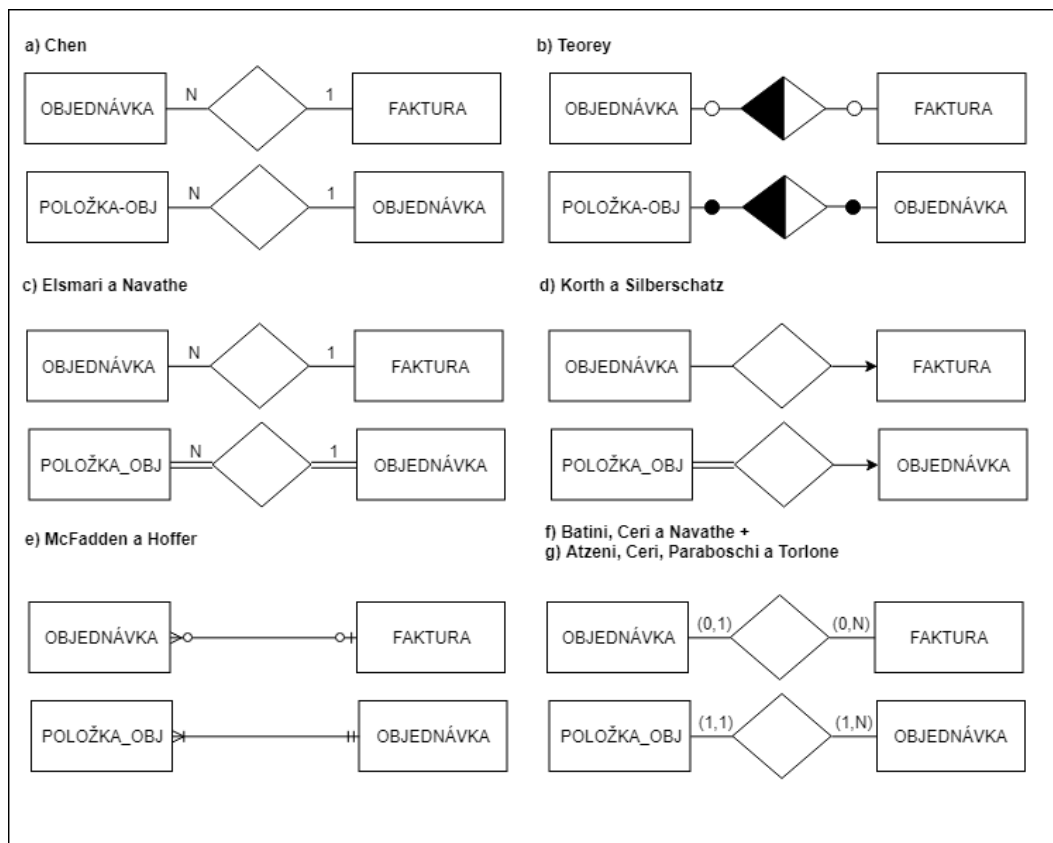 a) Chen
OBJEDNÁVKA N 1 FAKTURA
POLOŽKA-OBJ N 1 OBJEDNÁVKA
b) Teorey
OBJEDNÁVKA FAKTURA
POLOŽKA-OBJ OBJEDNÁVKA
c) Elsmari a Navathe
OBJEDNÁVKA N 1 FAKTURA
POLOŽKA_OBJ N 1 OBJEDNÁVKA
d) Korth a Silberschatz
OBJEDNÁVKA FAKTURA
POLOŽKA_OBJ OBJEDNÁVKA
e) McFadden a Hoffer
OBJEDNÁVKA FAKTURA
POLOŽKA_OBJ OBJEDNÁVKA
f) Batini, Ceri a Navathe +
g) Atzeni, Ceri, Paraboschi a Torlone
OBJEDNÁVKA (0,1) (0,N) FAKTURA
POLOŽKA_OBJ (1,1) (1,N) OBJEDNÁVKA